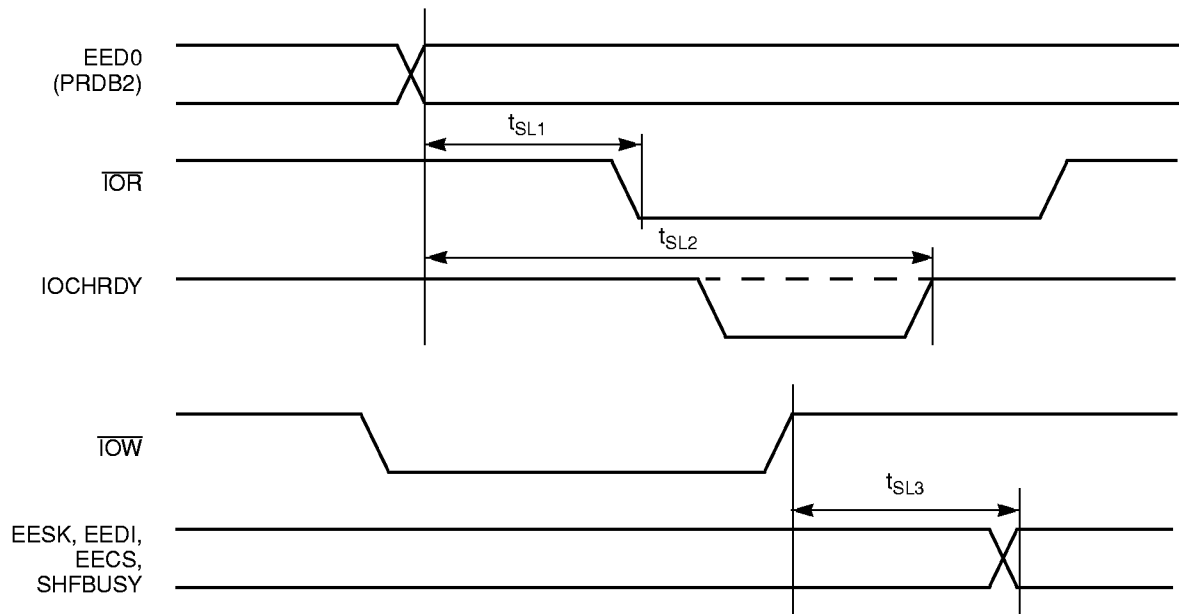 EED0
(PRDB2)
tSL1
IOR
tSL2
IOCHRDY
IOW
tSL3
EESK, EEDI,
EECS,
SHFBUSY